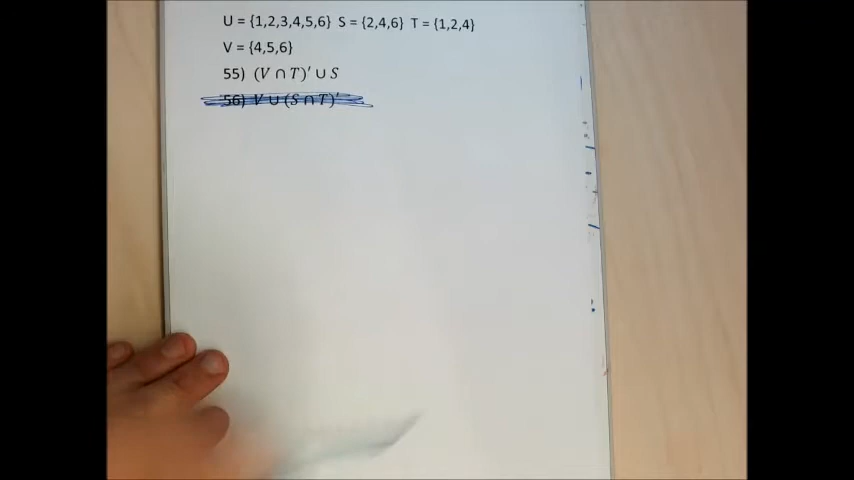 U = {1,2,3,4,5,6} S = {2,4,6} T = {1,2,4}
V = {4,5,6}
55) (V ∩ T)′ ∪ S
56) V ∪ (S ∩ T)′